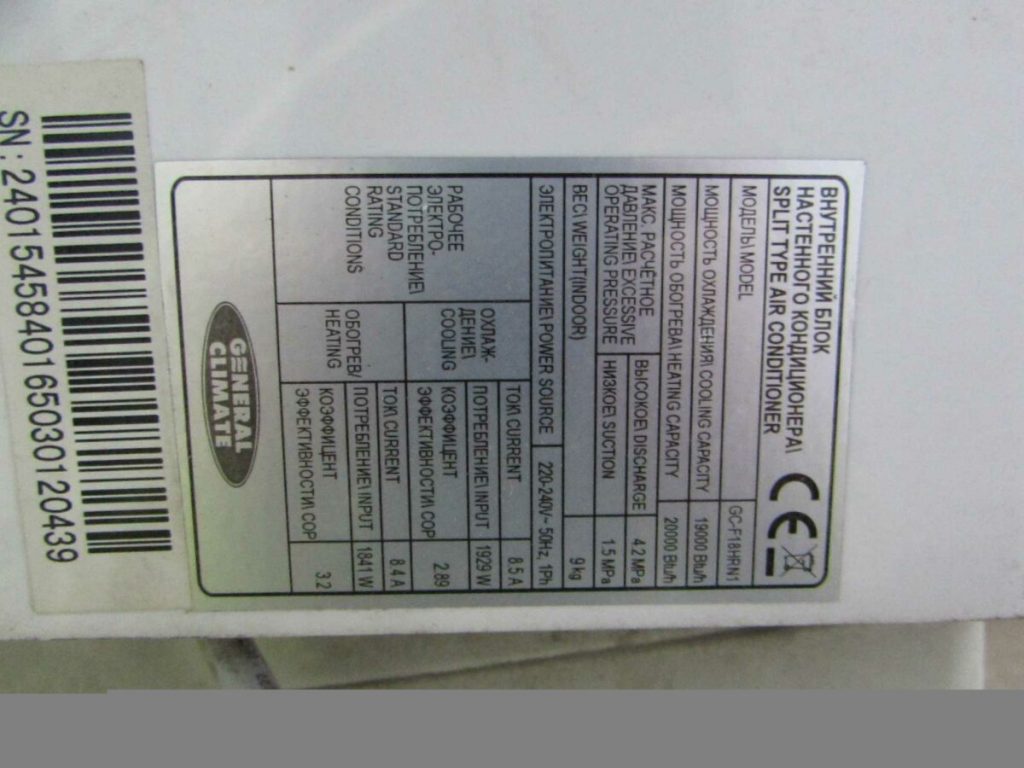 ВНУТРЕННИЙ БЛОК
НАСТЕННОГО КОНДИЦИОНЕРА\
SPLIT TYPE AIR CONDITIONER
CE
МОДЕЛЬ\ MODEL GC-F18HRN1
МОЩНОСТЬ ОХЛАЖДЕНИЯ\ COOLING CAPACITY 19000 Btu/h
МОЩНОСТЬ ОБОГРЕВА\ HEATING CAPACITY 20000 Btu/h
МАКС. РАСЧЁТНОЕ
ДАВЛЕНИЕ\ EXCESSIVE
OPERATING PRESSURE
ВЫСОКОЕ\ DISCHARGE 4.2 MPa
НИЗКОЕ\ SUCTION 1.5 MPa
ВЕС\ WEIGHT(INDOOR) 9 kg
ЭЛЕКТРОПИТАНИЕ\ POWER SOURCE 220-240V~ 50Hz, 1Ph
РАБОЧЕЕ
ЭЛЕКТРО-
ПОТРЕБЛЕНИЕ\
STANDARD
RATING
CONDITIONS
ОХЛАЖ-
ДЕНИЕ\
COOLING
ТОК\ CURRENT 8.5 A
ПОТРЕБЛЕНИЕ\ INPUT 1929 W
КОЭФФИЦЕНТ
ЭФФЕКТИВНОСТИ\ COP 2.89
ОБОГРЕВ/
HEATING
ТОК\ CURRENT 8.4 A
ПОТРЕБЛЕНИЕ\ INPUT 1841 W
КОЭФФИЦЕНТ
ЭФФЕКТИВНОСТИ\ COP 3.2
GENERAL
CLIMATE
SN: 2401545840165030120439